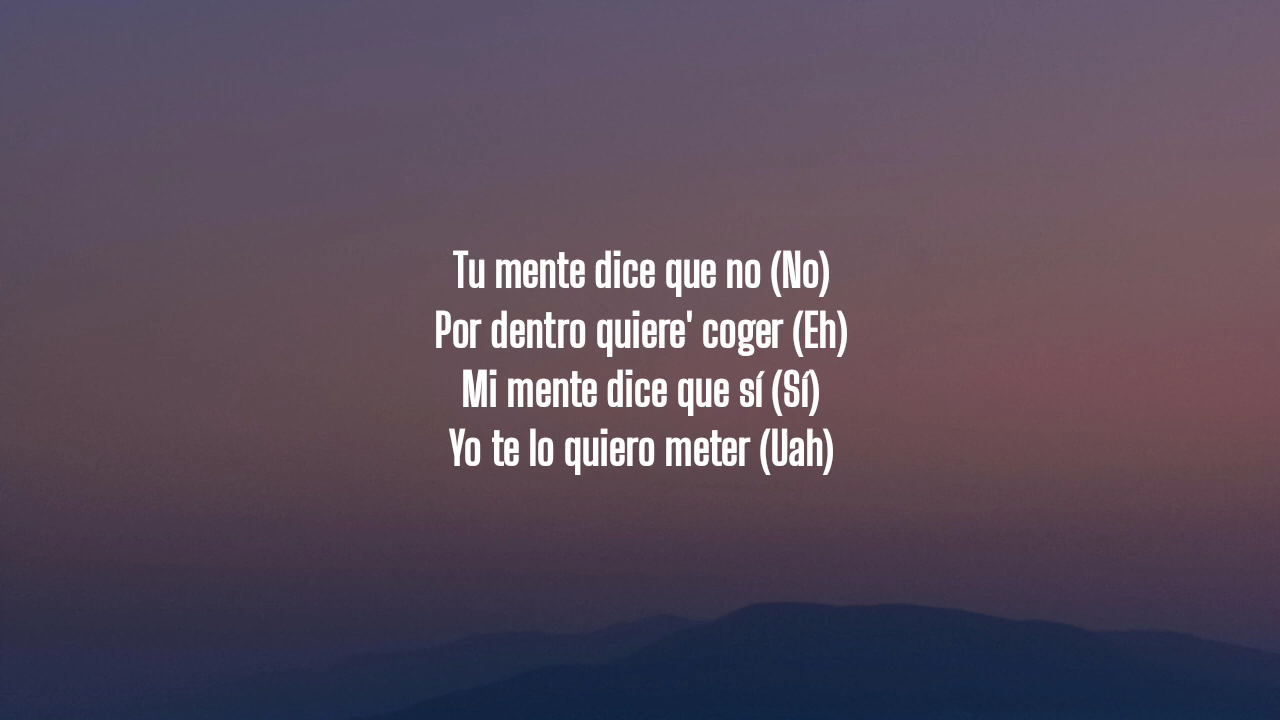 Tu mente dice que no (No)
Por dentro quiere' coger (Eh)
Mi mente dice que sí (Sí)
Yo te lo quiero meter (Uah)